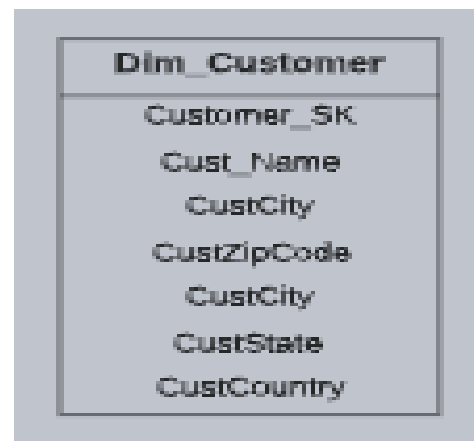 Dim_Customer
Customer_SK
Cust_Name
CustCity
CustZipCode
CustCity
CustState
CustCountry